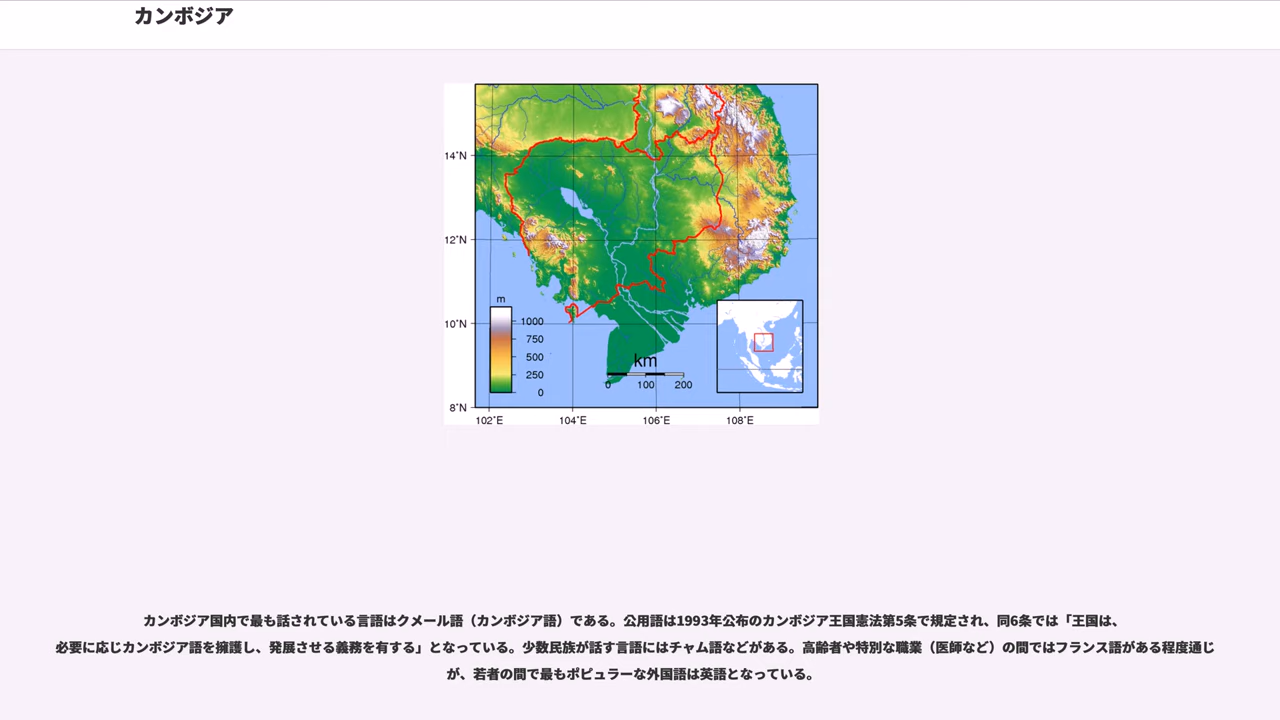 カンボジア
14°N
12°N
10°N
8°N
102°E
104°E
106°E
108°E
m
1000
750
500
250
0
km
0 100 200
カンボジア国内で最も話されている言語はクメール語（カンボジア語）である。公用語は1993年公布のカンボジア王国憲法第5条で規定され、同6条では「王国は、
必要に応じカンボジア語を擁護し、発展させる義務を有する」となっている。少数民族が話す言語にはチャム語などがある。高齢者や特別な職業（医師など）の間ではフランス語がある程度通じ
が、若者の間で最もポピュラーな外国語は英語となっている。